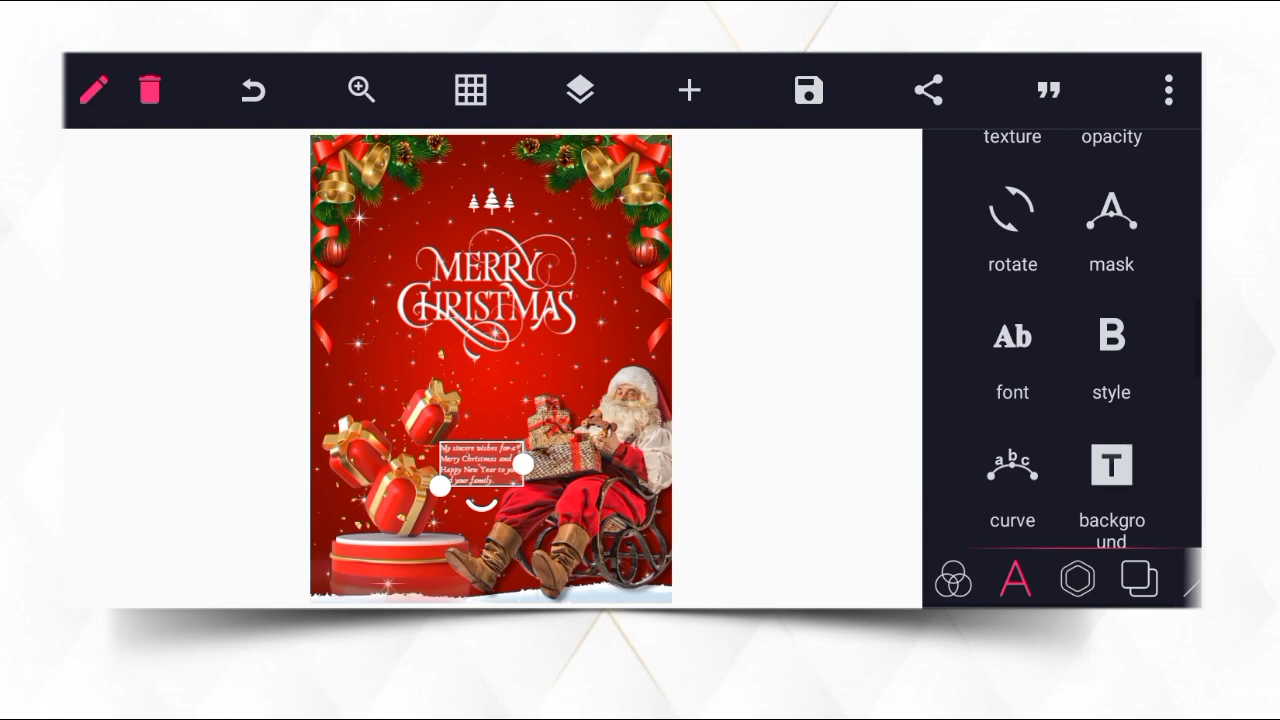 texture opacity
rotate mask
Ab B
font style
abc T
curve backgro
und
A
MERRY
CHRISTMAS
My sincere wishes for a
Merry Christmas and
Happy New Year to
your family.